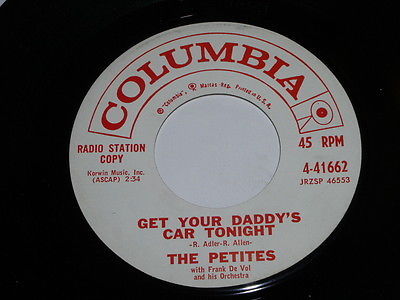 COLUMBIA
® "Columbia", ® Marcas Reg. Printed in U.S.A.
RADIO STATION
COPY
Korwin Music, Inc.
(ASCAP) 2:34
45 RPM
4-41662
JRZSP 46553
GET YOUR DADDY'S
CAR TONIGHT
-R. Adler-R. Allen-
THE PETITES
with Frank De Vol
and his Orchestra